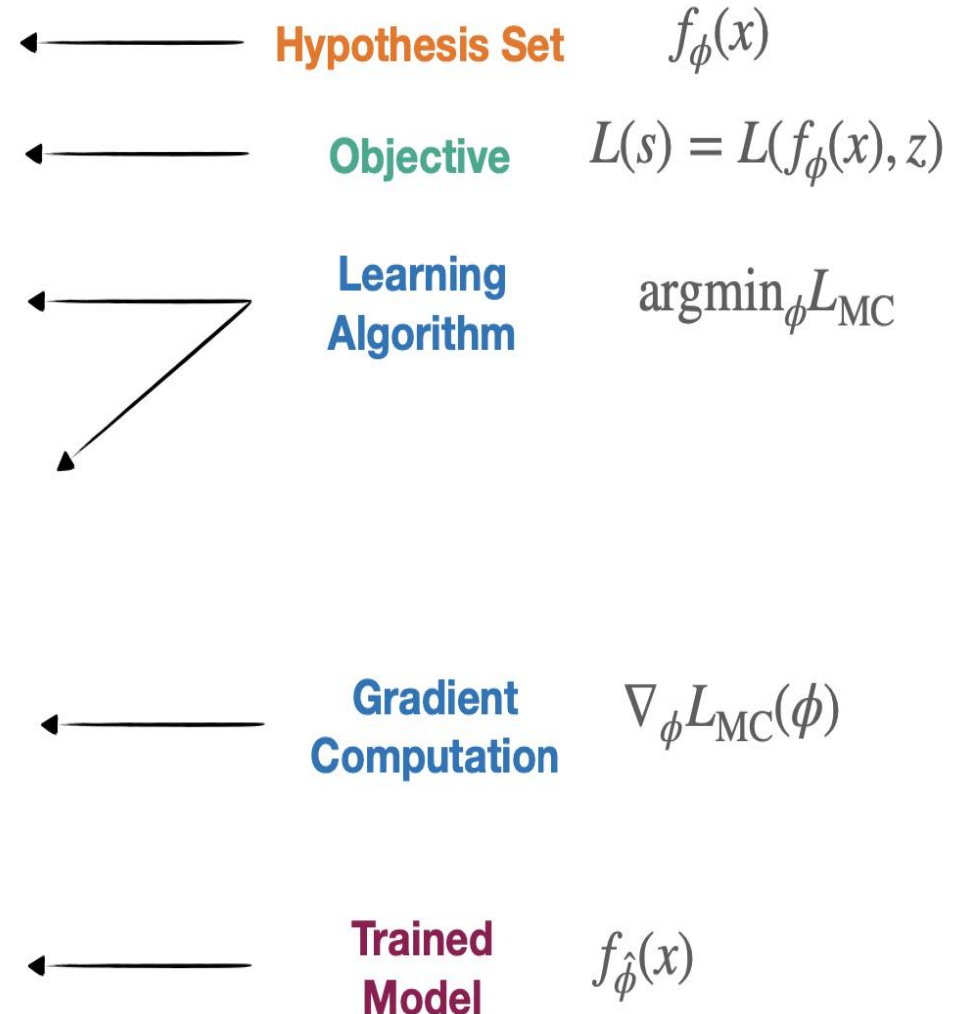 Hypothesis Set f_ϕ(x)
Objective L(s) = L(f_ϕ(x), z)
Learning
Algorithm
argmin_ϕ L_MC
Gradient
Computation
∇_ϕ L_MC(ϕ)
Trained
Model
f_ϕ̂(x)